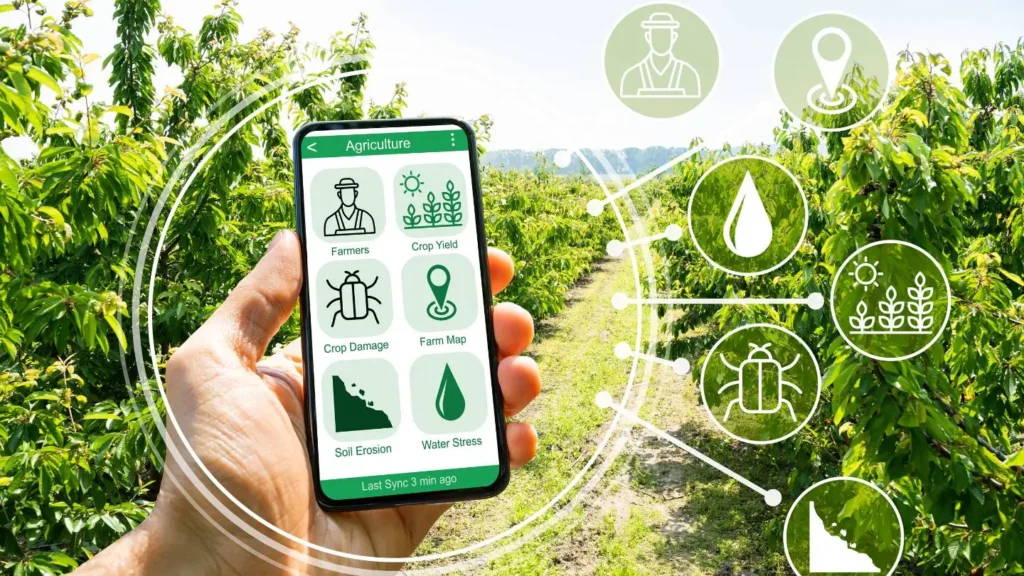 Agriculture
Farmers
Crop Yield
Crop Damage
Farm Map
Soil Erosion
Water Stress
Last Sync 3 min ago